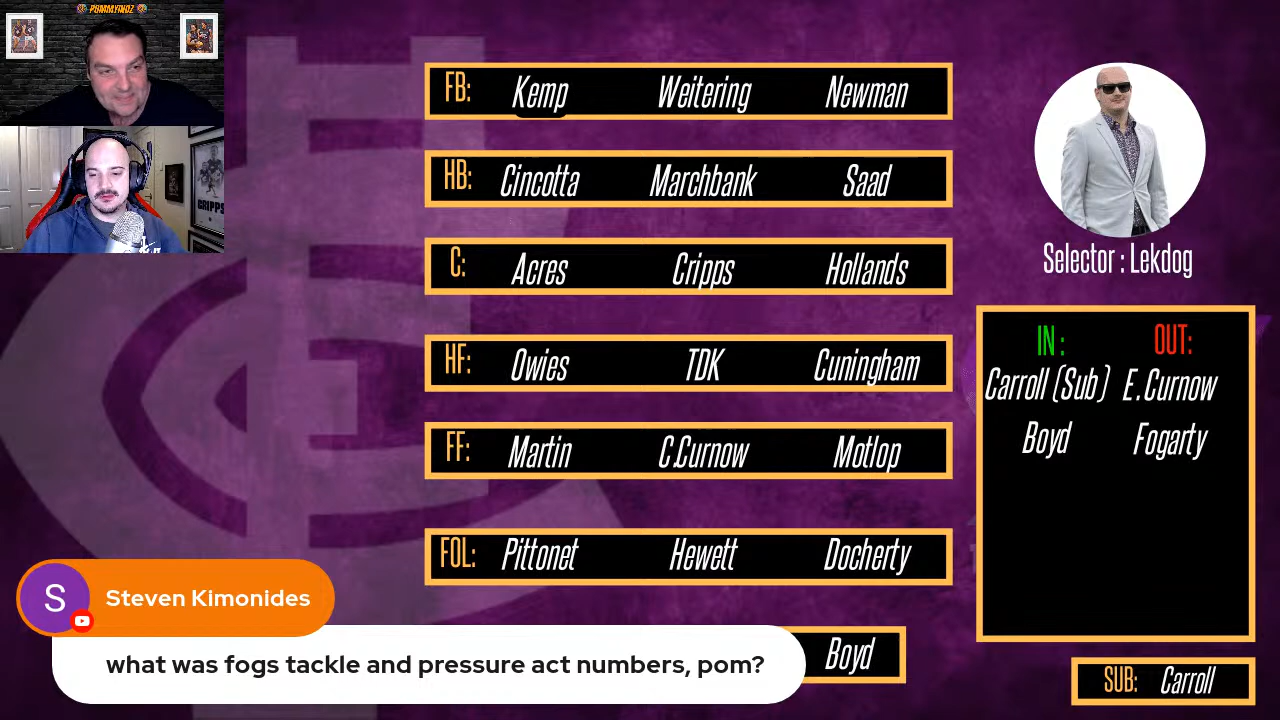 POMMYINOZ
FB: Kemp Weitering Newman
HB: Cincotta Marchbank Saad
C: Acres Cripps Hollands
HF: Owies TDK Cuningham
FF: Martin C.Curnow Motlop
FOL: Pittonet Hewett Docherty
Boyd
Selector : Lekdog
IN : OUT:
Carroll (Sub) E.Curnow
Boyd Fogarty
SUB: Carroll
CRIPPS
S
Steven Kimonides
what was fogs tackle and pressure act numbers, pom?